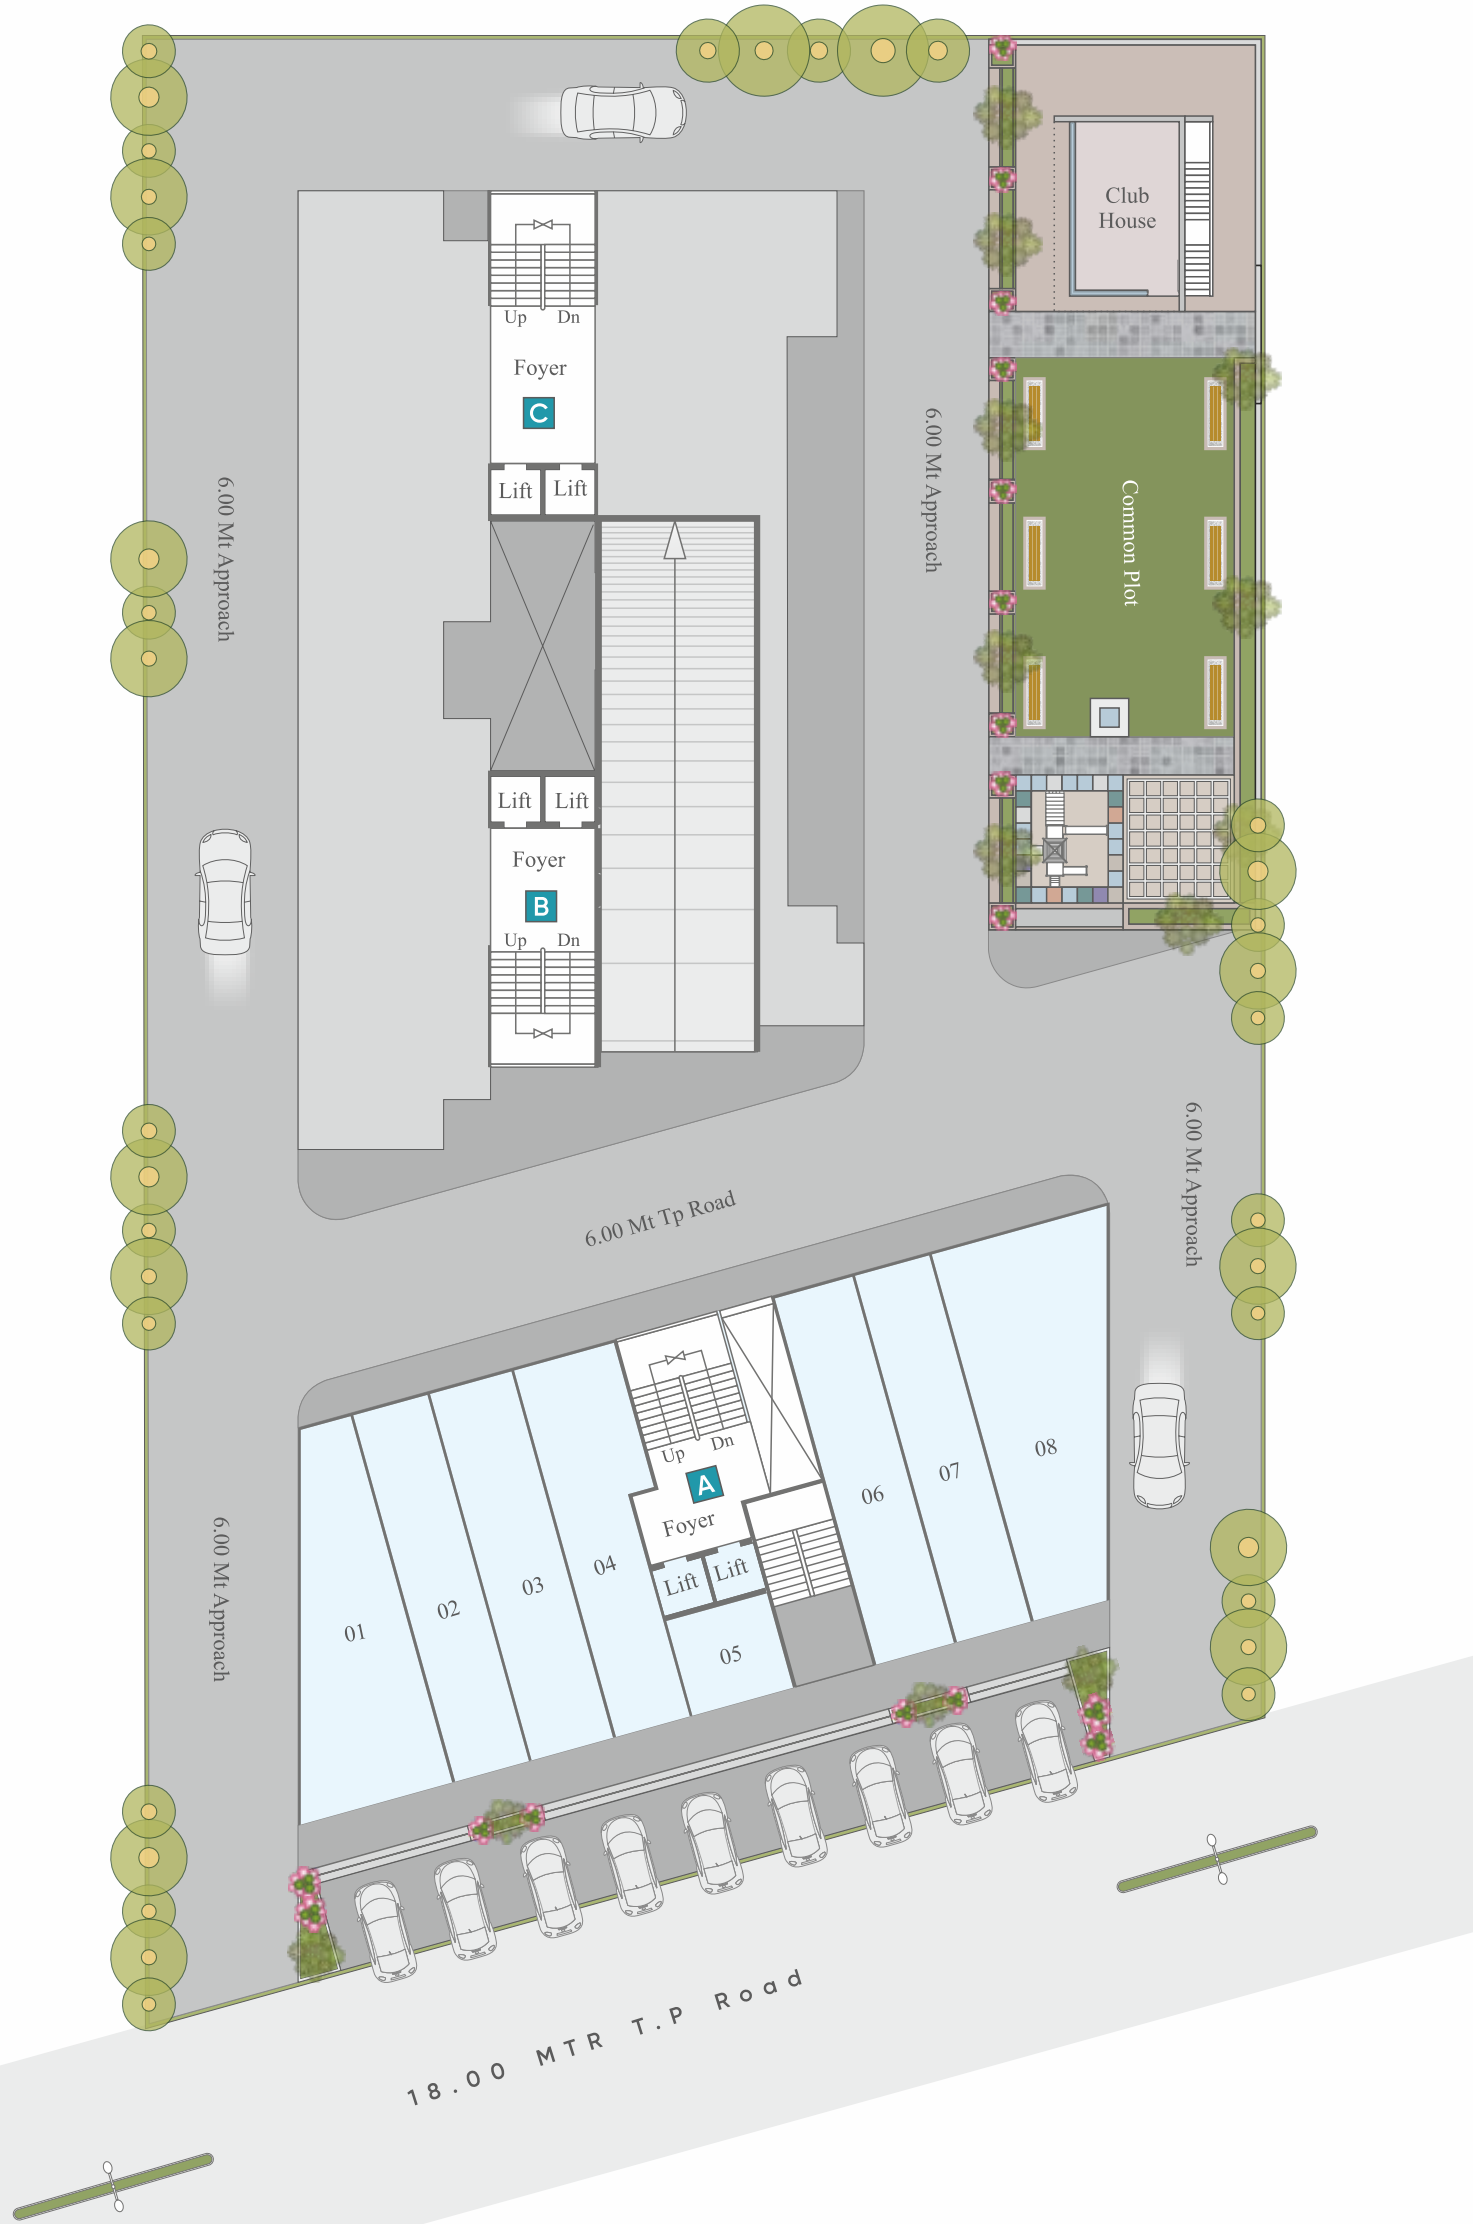 Club
House
Up Dn
Foyer
C
Lift Lift
6.00 Mt Approach
6.00 Mt Approach
Common Plot
Lift Lift
Foyer
B
Up Dn
6.00 Mt Approach
6.00 Mt Tp Road
Up Dn
A
Foyer
Lift Lift
6.00 Mt Approach
01
02
03
04
05
06
07
08
18.00 MTR T.P Road